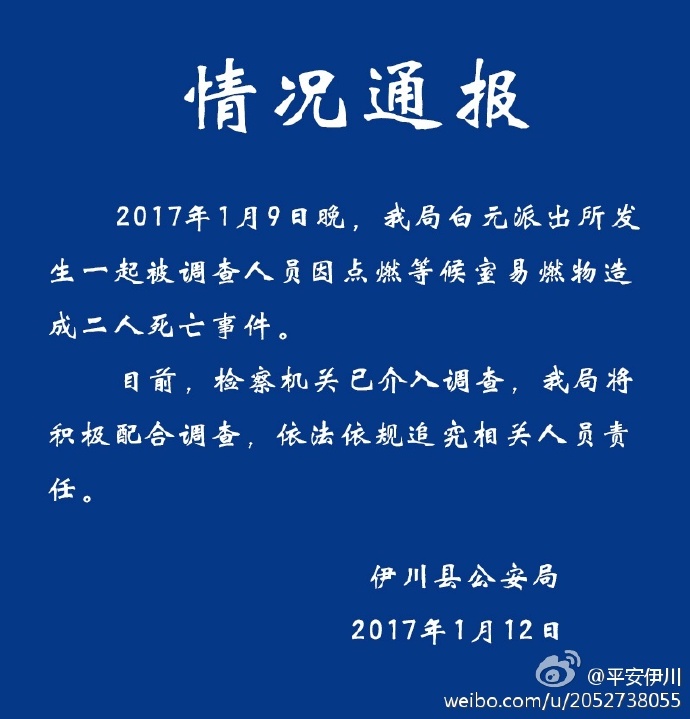 情况通报
2017年1月9日晚，我局白元派出所发
生一起被调查人员因点燃等候室易燃物造
成二人死亡事件。
目前，检察机关已介入调查，我局将
积极配合调查，依法依规追究相关人员责
任。
伊川县公安局
2017年1月12日
@平安伊川
weibo.com/u/2052738055